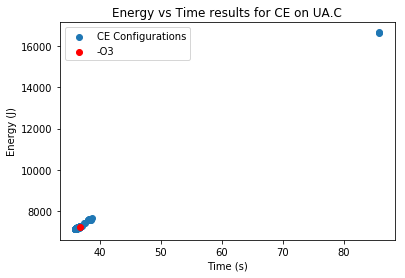 Energy vs Time results for CE on UA.C
CE Configurations
-O3
16000
14000
12000
10000
8000
Energy (J)
40
50
60
70
80
Time (s)